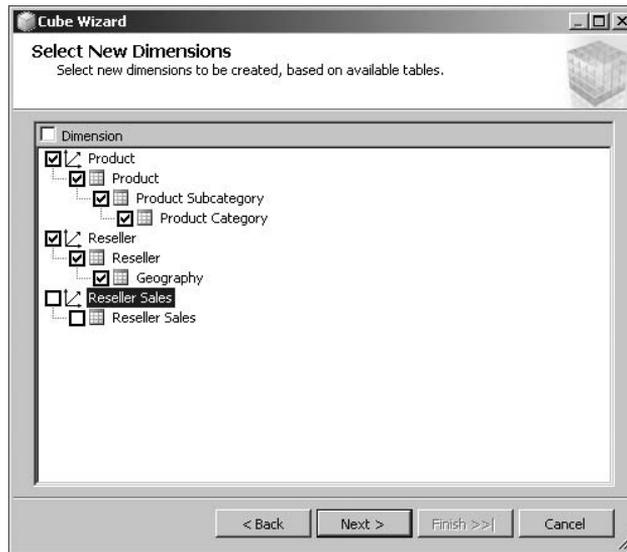 Cube Wizard
Select New Dimensions
Select new dimensions to be created, based on available tables.
Dimension
Product
Product
Product Subcategory
Product Category
Reseller
Reseller
Geography
Reseller Sales
Reseller Sales
< Back Next > Finish >>| Cancel